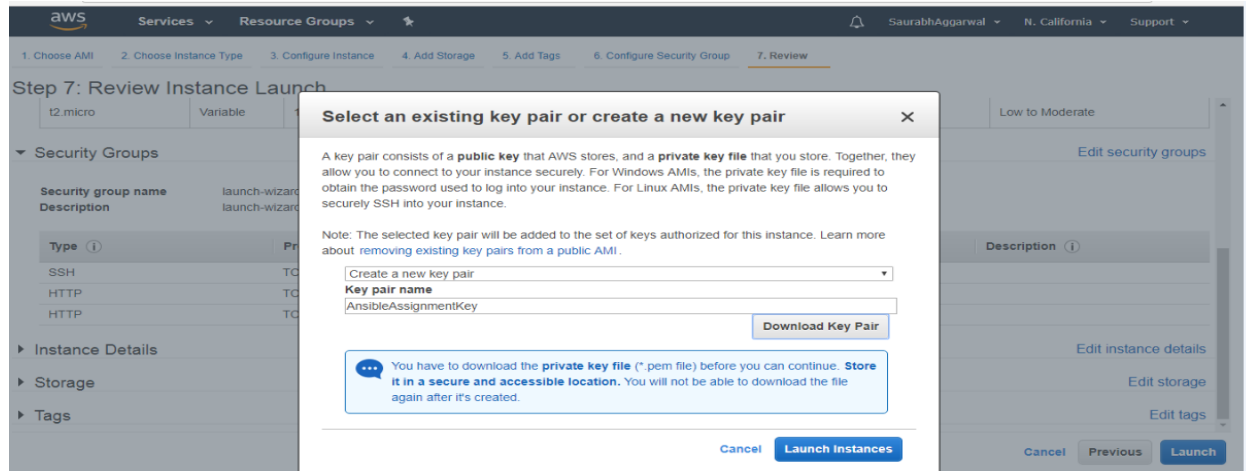 aws Services Resource Groups SaurabhAggarwal N. California Support
1. Choose AMI 2. Choose Instance Type 3. Configure Instance 4. Add Storage 5. Add Tags 6. Configure Security Group 7. Review
Step 7: Review Instance Launch
t2.micro Variable 1 Low to Moderate
Security Groups Edit security groups
Security group name launch-wizard
Description launch-wizard
Type Pr Description
SSH TC
HTTP TC
HTTP TC
Instance Details Edit instance details
Storage Edit storage
Tags Edit tags
Cancel Previous Launch
Select an existing key pair or create a new key pair
A key pair consists of a public key that AWS stores, and a private key file that you store. Together, they
allow you to connect to your instance securely. For Windows AMIs, the private key file is required to
obtain the password used to log into your instance. For Linux AMIs, the private key file allows you to
securely SSH into your instance.
Note: The selected key pair will be added to the set of keys authorized for this instance. Learn more
about removing existing key pairs from a public AMI .
Create a new key pair
Key pair name
AnsibleAssignmentKey
Download Key Pair
You have to download the private key file (*.pem file) before you can continue. Store
it in a secure and accessible location. You will not be able to download the file
again after it's created.
Cancel Launch Instances